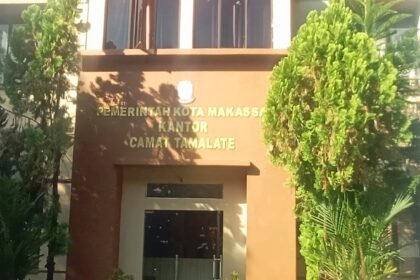 PEMERINTAH KOTA MAKASSA
KANTOR
CAMAT TAMALATE